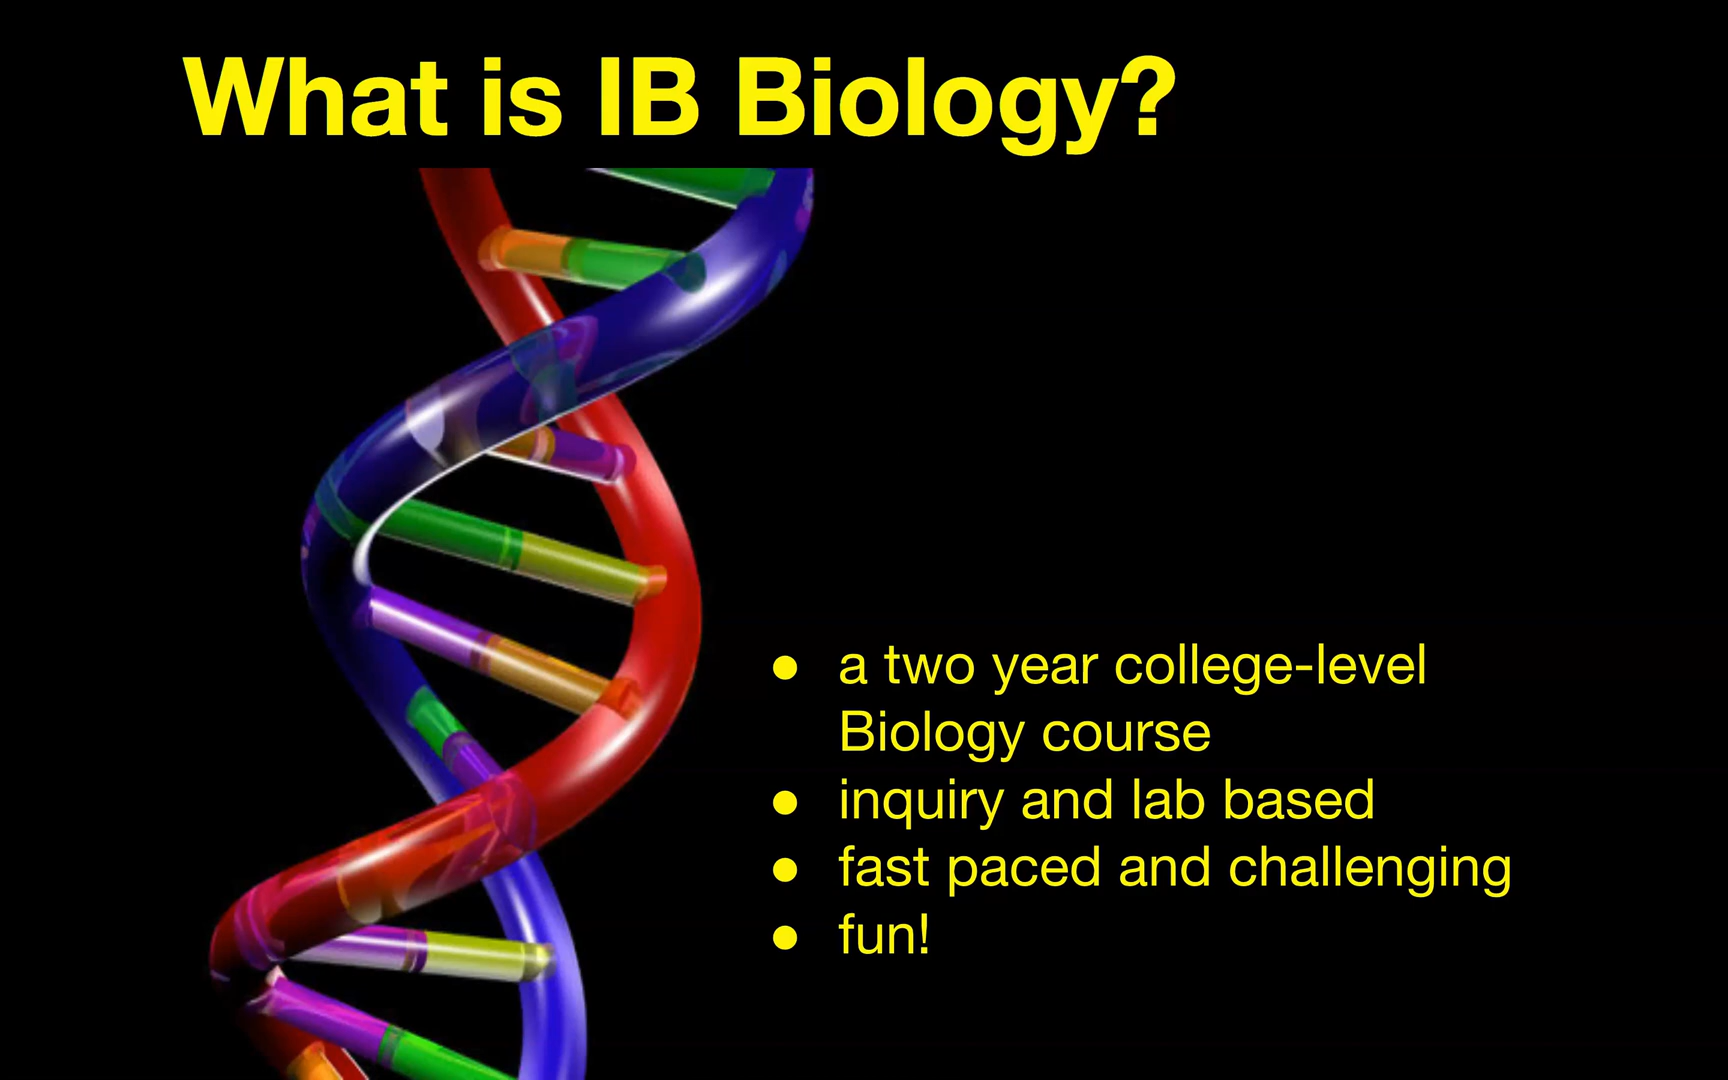 What is IB Biology?
● a two year college-level
Biology course
● inquiry and lab based
● fast paced and challenging
● fun!